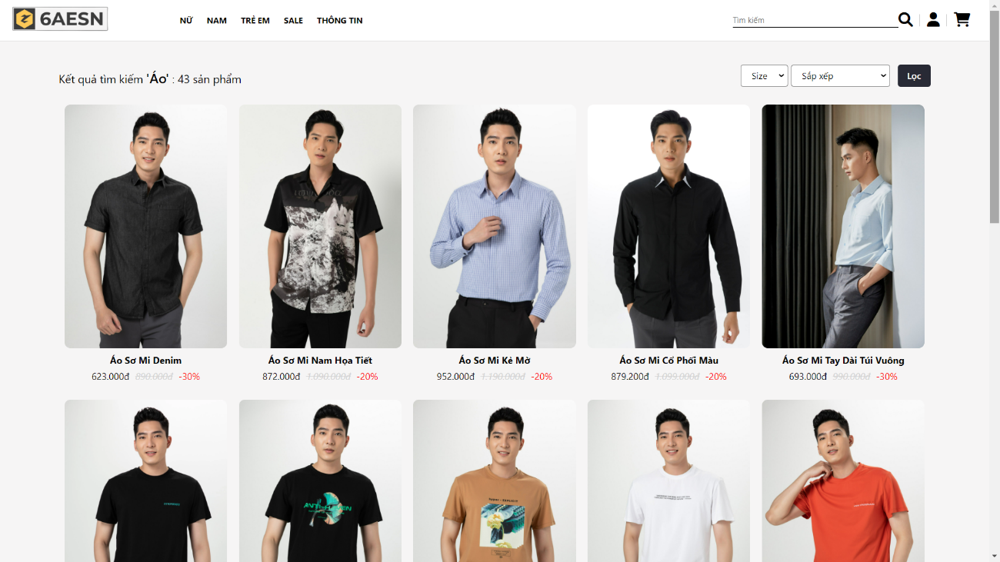 6AESN
NỮ NAM TRẺ EM SALE THÔNG TIN
Tìm kiếm
Kết quả tìm kiếm 'Áo' : 43 sản phẩm
Size Sắp xếp Lọc
Áo Sơ Mi Denim
623.000đ 890.000đ -30%
Áo Sơ Mi Nam Họa Tiết
872.000đ 1.090.000đ -20%
Áo Sơ Mi Kẻ Mờ
952.000đ 1.190.000đ -20%
Áo Sơ Mi Cổ Phối Màu
879.200đ 1.099.000đ -20%
Áo Sơ Mi Tay Dài Túi Vuông
693.000đ 990.000đ -30%